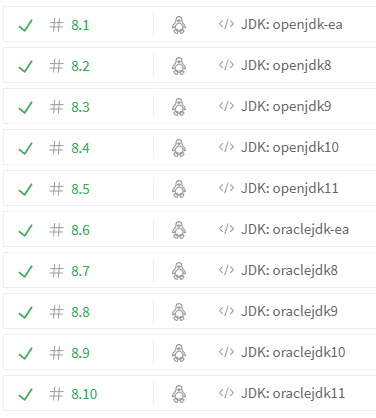 # 8.1 </> JDK: openjdk-ea
# 8.2 </> JDK: openjdk8
# 8.3 </> JDK: openjdk9
# 8.4 </> JDK: openjdk10
# 8.5 </> JDK: openjdk11
# 8.6 </> JDK: oraclejdk-ea
# 8.7 </> JDK: oraclejdk8
# 8.8 </> JDK: oraclejdk9
# 8.9 </> JDK: oraclejdk10
# 8.10 </> JDK: oraclejdk11